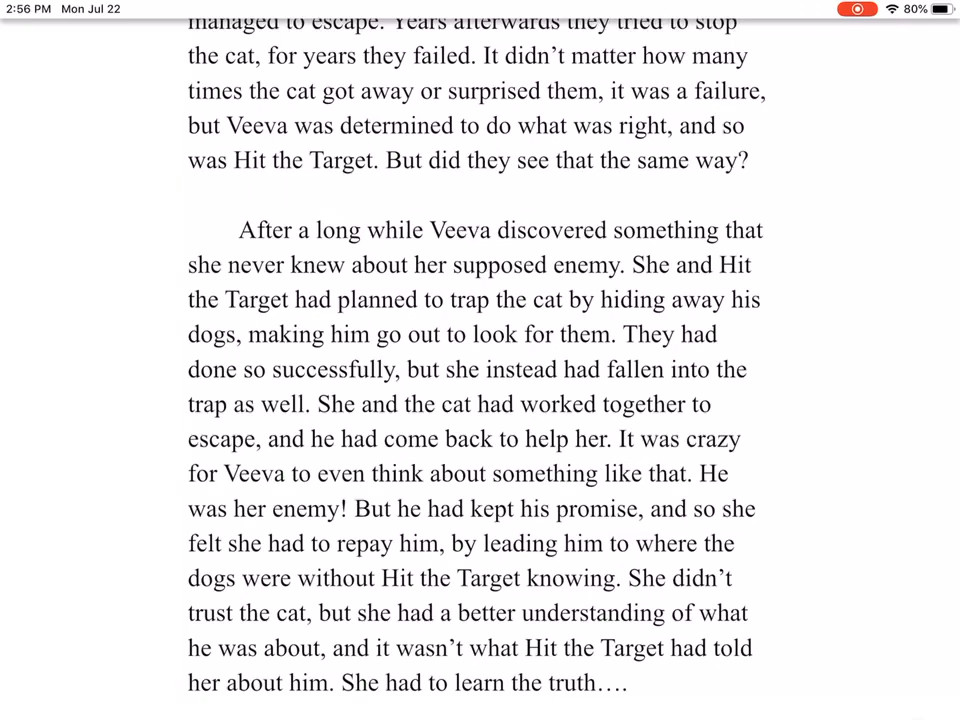 2:56 PM Mon Jul 22
80%
managed to escape. Years afterwards they tried to stop
the cat, for years they failed. It didn’t matter how many
times the cat got away or surprised them, it was a failure,
but Veeva was determined to do what was right, and so
was Hit the Target. But did they see that the same way?
After a long while Veeva discovered something that
she never knew about her supposed enemy. She and Hit
the Target had planned to trap the cat by hiding away his
dogs, making him go out to look for them. They had
done so successfully, but she instead had fallen into the
trap as well. She and the cat had worked together to
escape, and he had come back to help her. It was crazy
for Veeva to even think about something like that. He
was her enemy! But he had kept his promise, and so she
felt she had to repay him, by leading him to where the
dogs were without Hit the Target knowing. She didn’t
trust the cat, but she had a better understanding of what
he was about, and it wasn’t what Hit the Target had told
her about him. She had to learn the truth….